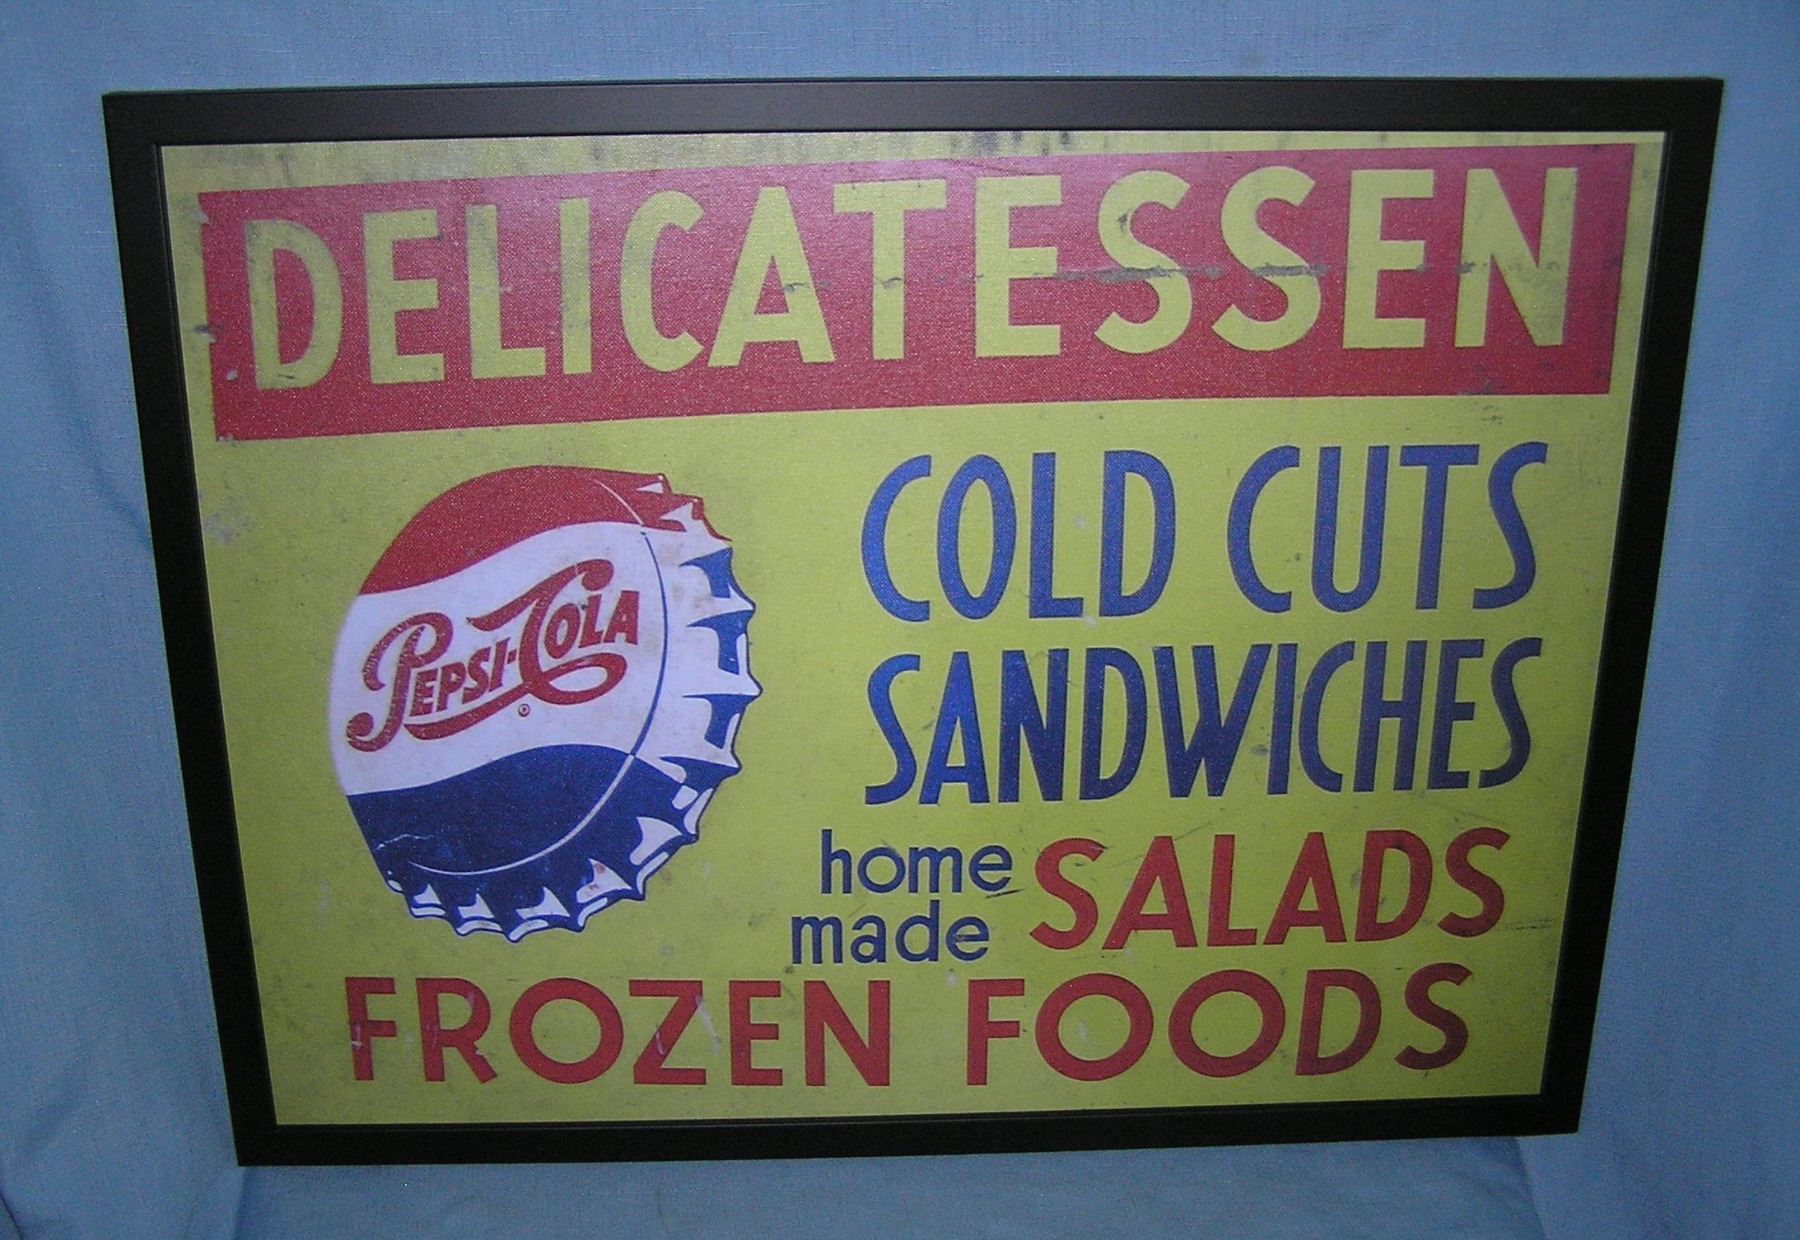 DELICATESSEN
PEPSI-COLA
®
COLD CUTS
SANDWICHES
home made SALADS
FROZEN FOODS